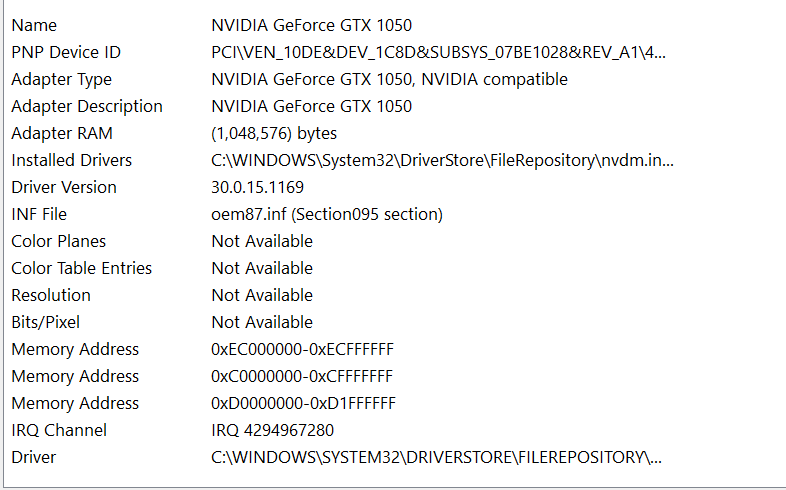 Name NVIDIA GeForce GTX 1050
PNP Device ID PCI\VEN_10DE&DEV_1C8D&SUBSYS_07BE1028&REV_A1\4...
Adapter Type NVIDIA GeForce GTX 1050, NVIDIA compatible
Adapter Description NVIDIA GeForce GTX 1050
Adapter RAM (1,048,576) bytes
Installed Drivers C:\WINDOWS\System32\DriverStore\FileRepository\nvdm.in...
Driver Version 30.0.15.1169
INF File oem87.inf (Section095 section)
Color Planes Not Available
Color Table Entries Not Available
Resolution Not Available
Bits/Pixel Not Available
Memory Address 0xEC000000-0xECFFFFFF
Memory Address 0xC0000000-0xCFFFFFFF
Memory Address 0xD0000000-0xD1FFFFFF
IRQ Channel IRQ 4294967280
Driver C:\WINDOWS\SYSTEM32\DRIVERSTORE\FILEREPOSITORY\...